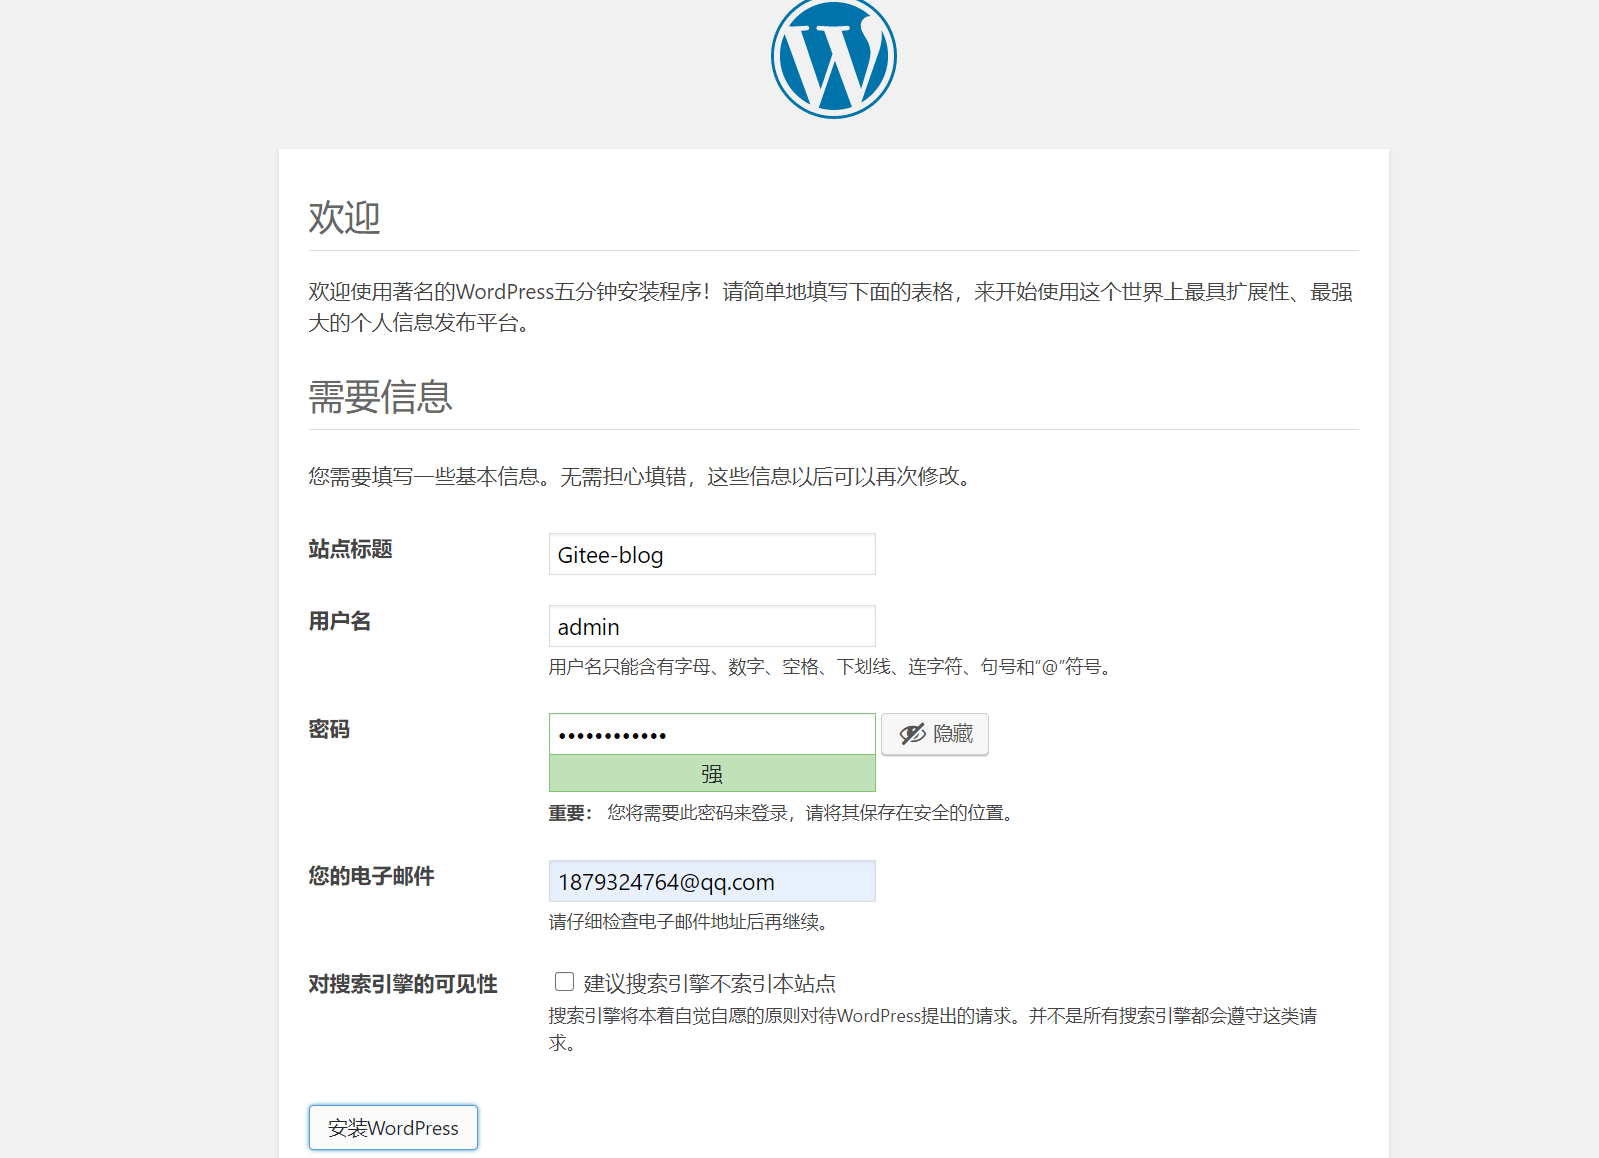 欢迎
欢迎使用著名的WordPress五分钟安装程序！请简单地填写下面的表格，来开始使用这个世界上最具扩展性、最强
大的个人信息发布平台。
需要信息
您需要填写一些基本信息。无需担心填错，这些信息以后可以再次修改。
站点标题
Gitee-blog
用户名
admin
用户名只能含有字母、数字、空格、下划线、连字符、句号和“@”符号。
密码
••••••••••••
隐藏
强
重要： 您将需要此密码来登录，请将其保存在安全的位置。
您的电子邮件
1879324764@qq.com
请仔细检查电子邮件地址后再继续。
对搜索引擎的可见性
建议搜索引擎不索引本站点
搜索引擎将本着自觉自愿的原则对待WordPress提出的请求。并不是所有搜索引擎都会遵守这类请
求。
安装WordPress